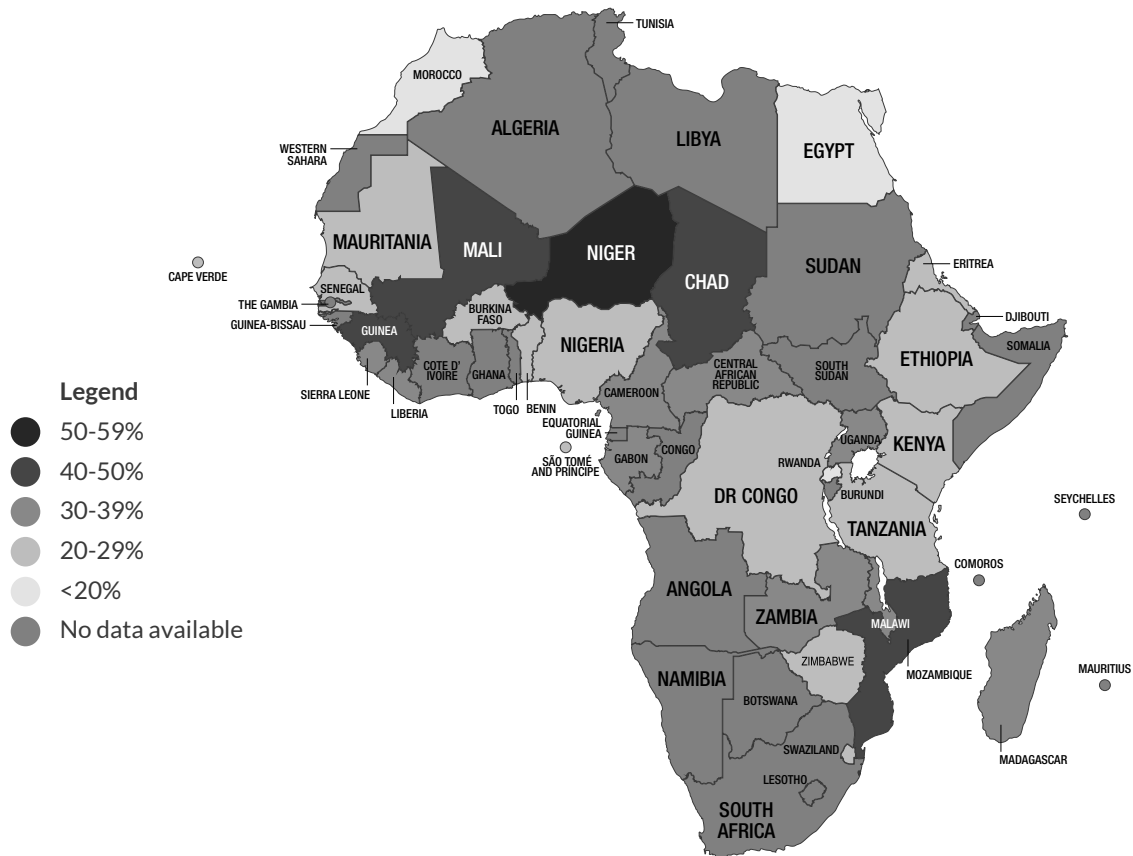 TUNISIA
MOROCCO
ALGERIA
LIBYA
EGYPT
WESTERN
SAHARA
MAURITANIA
MALI
NIGER
CHAD
SUDAN
ERITREA
CAPE VERDE
SENEGAL
THE GAMBIA
GUINEA-BISSAU
GUINEA
BURKINA
FASO
DJIBOUTI
SOMALIA
NIGERIA
ETHIOPIA
COTE D'
IVOIRE
GHANA
CENTRAL
AFRICAN
REPUBLIC
SOUTH
SUDAN
SIERRA LEONE
LIBERIA
TOGO
BENIN
CAMEROON
EQUATORIAL
GUINEA
SÃO TOMÉ
AND PRÍNCIPE
GABON
CONGO
UGANDA
KENYA
RWANDA
BURUNDI
DR CONGO
TANZANIA
SEYCHELLES
COMOROS
ANGOLA
ZAMBIA
MALAWI
MOZAMBIQUE
ZIMBABWE
MAURITIUS
NAMIBIA
BOTSWANA
MADAGASCAR
SWAZILAND
LESOTHO
SOUTH
AFRICA
Legend
50-59%
40-50%
30-39%
20-29%
<20%
No data available